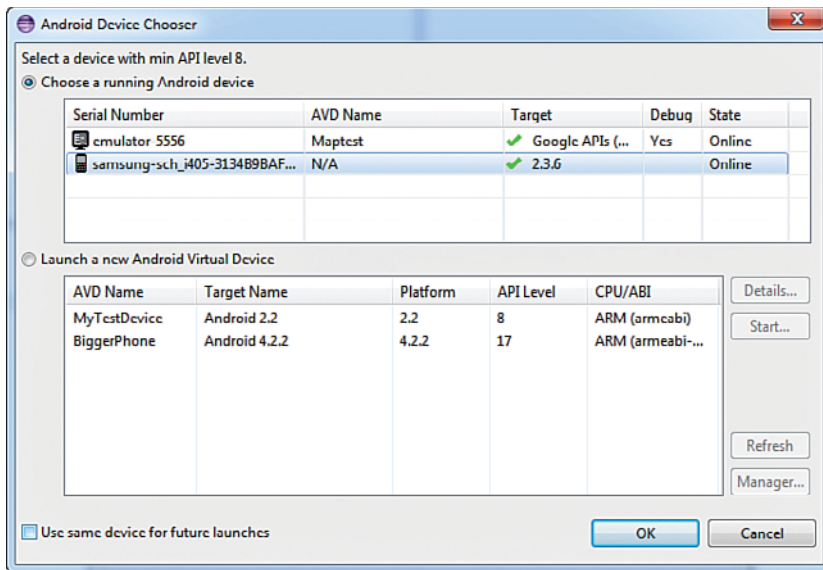 Android Device Chooser
Select a device with min API level 8.
Choose a running Android device
Serial Number AVD Name Target Debug State
emulator 5556 Maptest Google APIs (... Yes Online
samsung-sch_i405-3134B9BAF... N/A 2.3.6 Online
Launch a new Android Virtual Device
AVD Name Target Name Platform API Level CPU/ABI
MyTestDevice Android 2.2 2.2 8 ARM (armeabi)
BiggerPhone Android 4.2.2 4.2.2 17 ARM (armeabi-...
Details...
Start...
Refresh
Manager...
Use same device for future launches
OK Cancel